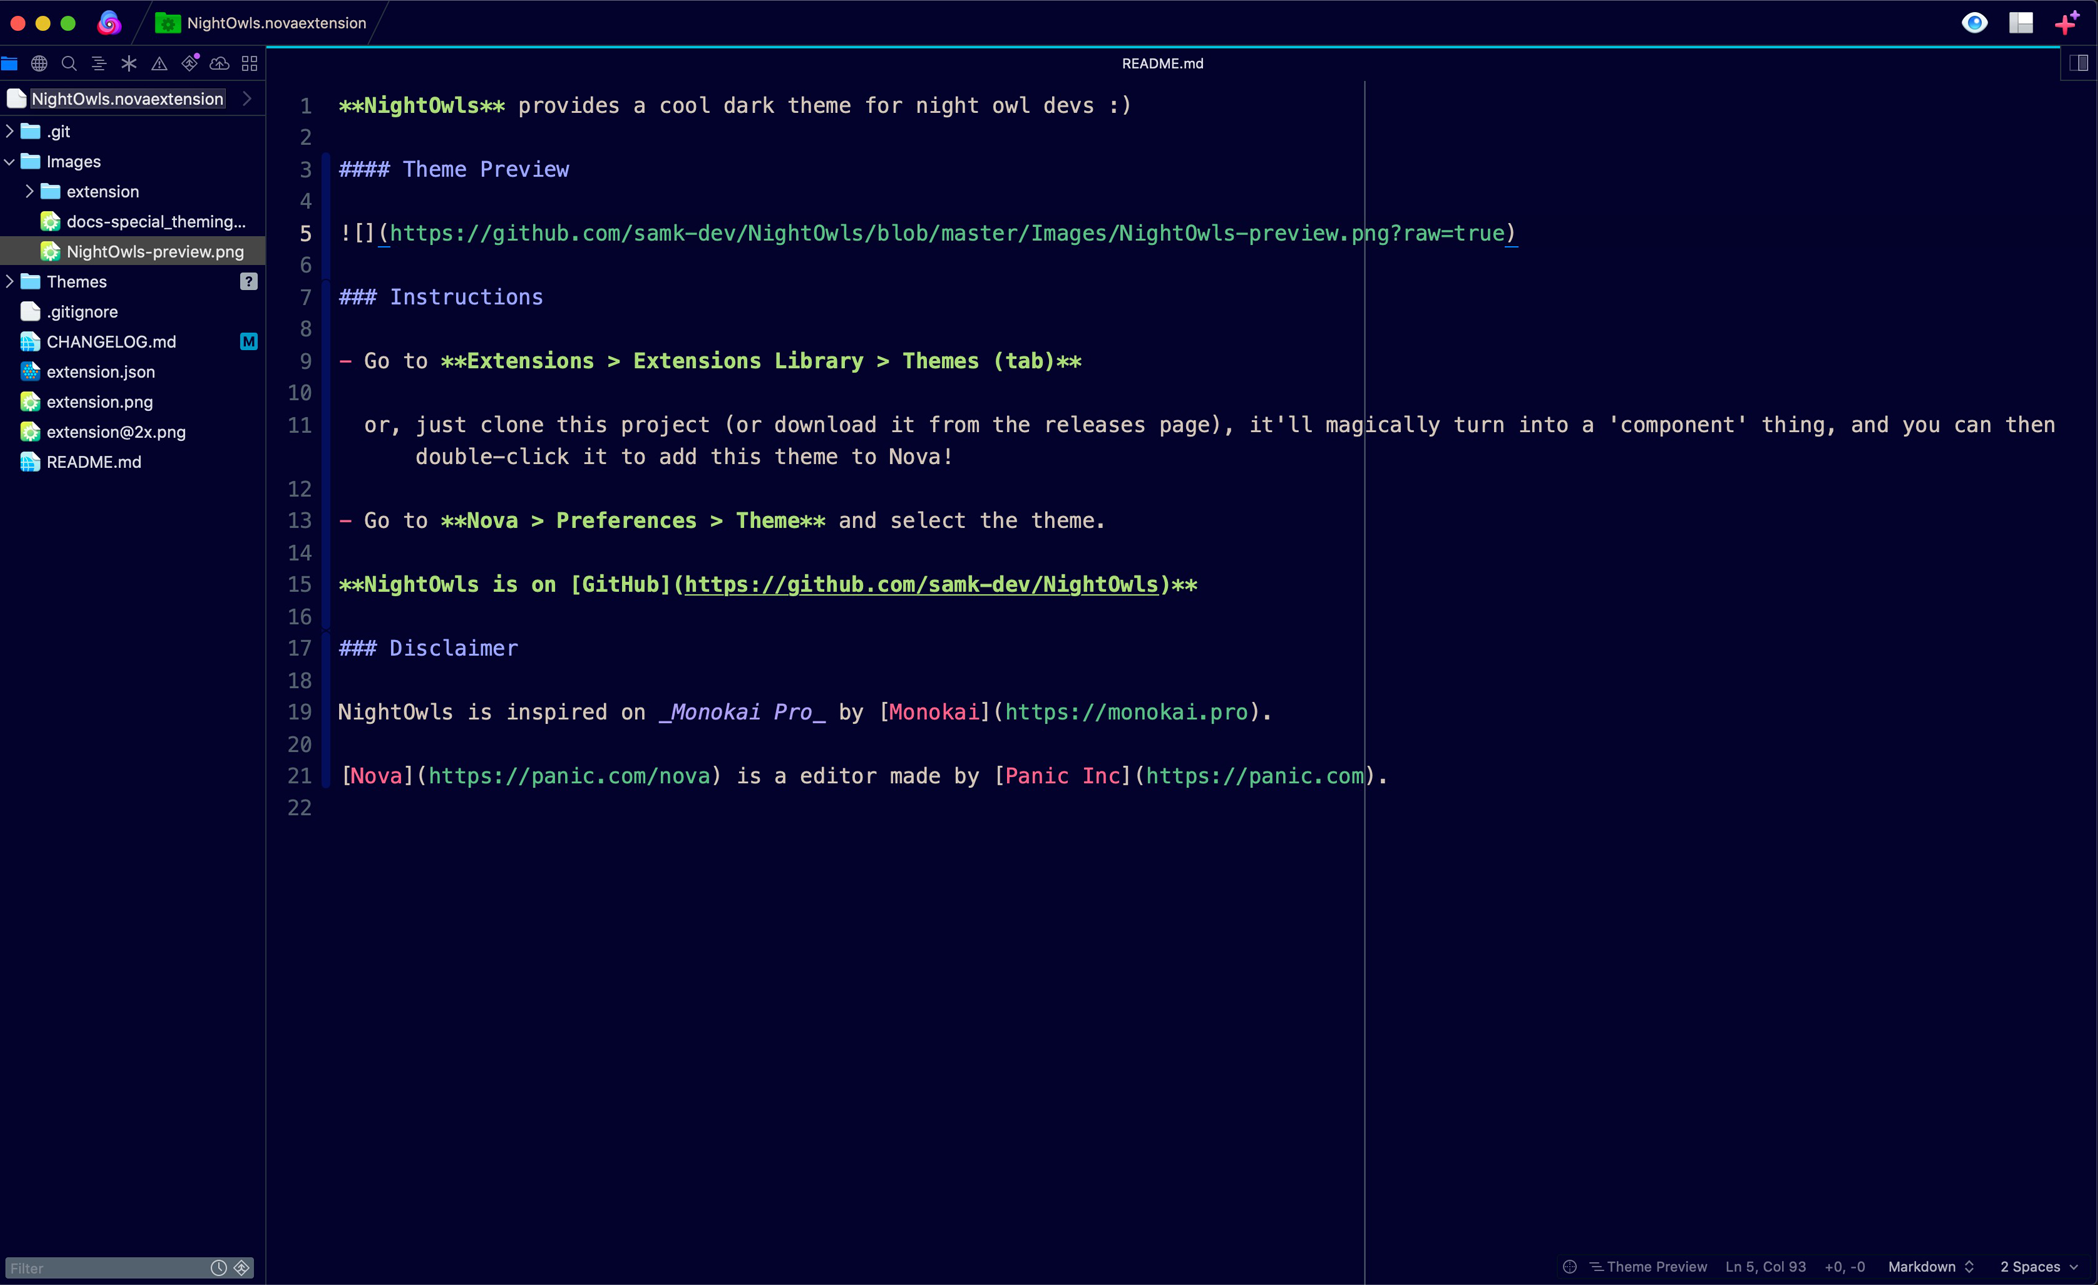 NightOwls.novaextension
README.md
NightOwls.novaextension
.git
Images
extension
docs-special_theming...
NightOwls-preview.png
Themes ?
.gitignore
CHANGELOG.md M
extension.json
extension.png
extension@2x.png
README.md
1 **NightOwls** provides a cool dark theme for night owl devs :)
2
3 #### Theme Preview
4
5 ![](https://github.com/samk-dev/NightOwls/blob/master/Images/NightOwls-preview.png?raw=true)
6
7 ### Instructions
8
9 - Go to **Extensions > Extensions Library > Themes (tab)**
10
11 or, just clone this project (or download it from the releases page), it'll magically turn into a 'component' thing, and you can then
double-click it to add this theme to Nova!
12
13 - Go to **Nova > Preferences > Theme** and select the theme.
14
15 **NightOwls is on [GitHub](https://github.com/samk-dev/NightOwls)**
16
17 ### Disclaimer
18
19 NightOwls is inspired on _Monokai Pro_ by [Monokai](https://monokai.pro).
20
21 [Nova](https://panic.com/nova) is a editor made by [Panic Inc](https://panic.com).
22
Filter
Theme Preview Ln 5, Col 93 +0, -0 Markdown 2 Spaces